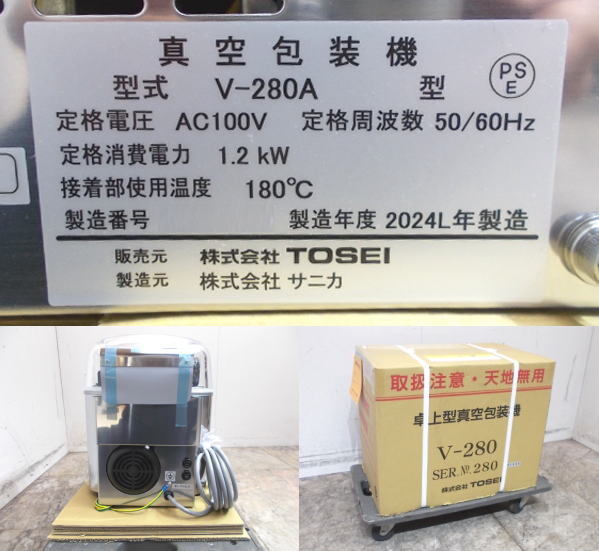 真空包装機
型式 V-280A 型
PS
E
定格電圧 AC100V 定格周波数 50/60Hz
定格消費電力 1.2 kW
接着部使用温度 180℃
製造番号 製造年度 2024L年製造
販売元 株式会社 TOSEI
製造元 株式会社 サニカ
取扱注意・天地無用
卓上型真空包装機
V-280
SER.No.280
株式会社 TOSEI